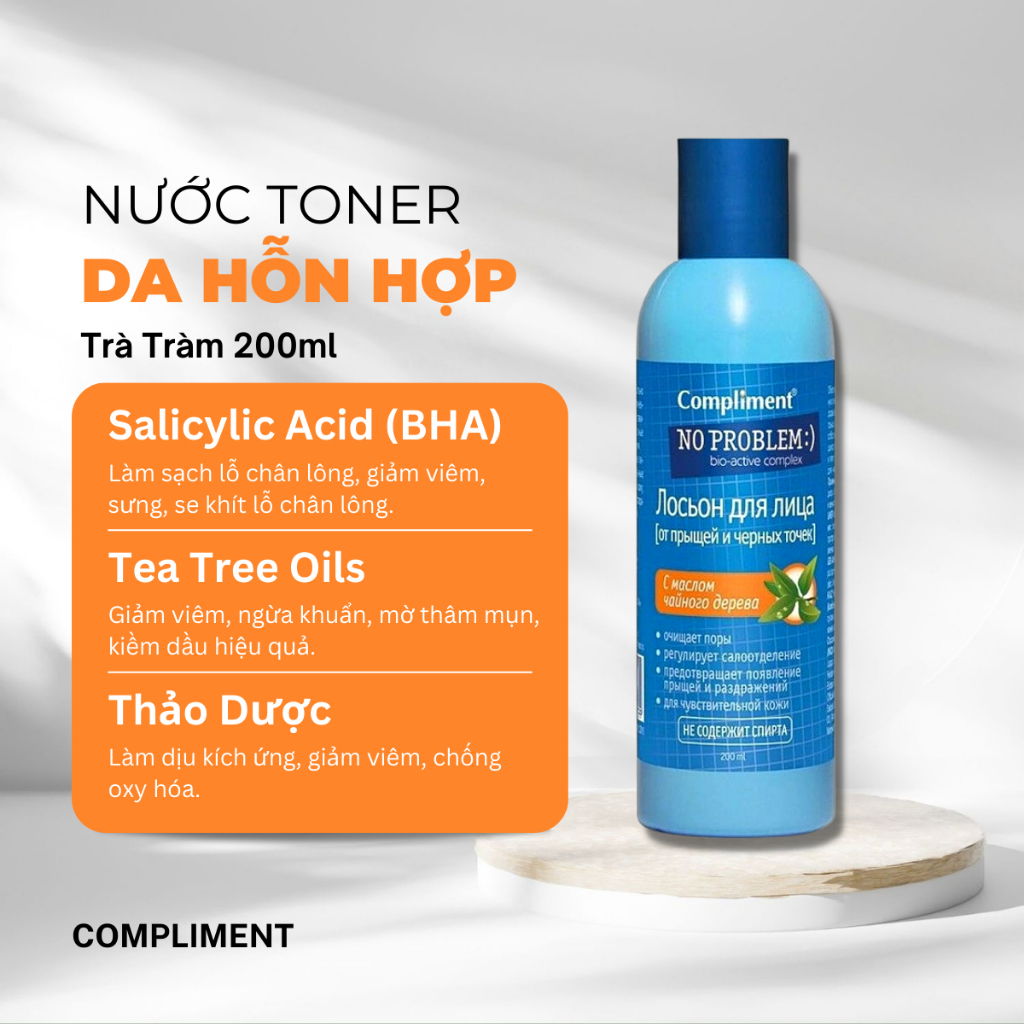 NƯỚC TONER
DA HỖN HỢP
Trà Tràm 200ml
Salicylic Acid (BHA)
Làm sạch lỗ chân lông, giảm viêm,
sưng, se khít lỗ chân lông.
Tea Tree Oils
Giảm viêm, ngừa khuẩn, mờ thâm mụn,
kiềm dầu hiệu quả.
Thảo Dược
Làm dịu kích ứng, giảm viêm, chống
oxy hóa.
COMPLIMENT
Compliment®
NO PROBLEM:)
bio-active complex
Лосьон для лица
[от прыщей и черных точек]
С маслом
чайного дерева
• очищает поры
• регулирует салоотделение
• предотвращает появление
прыщей и раздражений
• для чувствительной кожи
НЕ СОДЕРЖИТ СПИРТА
200 ml